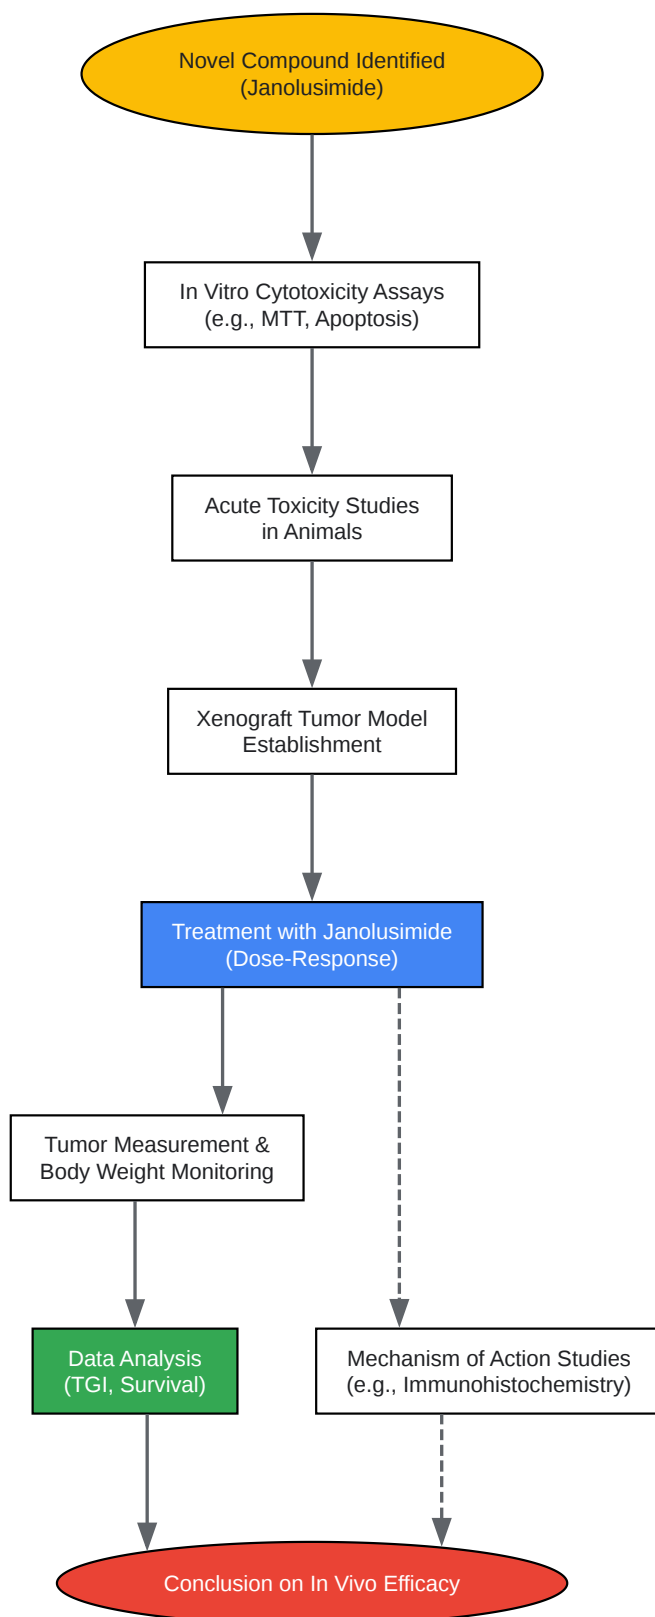 Novel Compound Identified
(Janolusimide)
In Vitro Cytotoxicity Assays
(e.g., MTT, Apoptosis)
Acute Toxicity Studies
in Animals
Xenograft Tumor Model
Establishment
Treatment with Janolusimide
(Dose-Response)
Tumor Measurement &
Body Weight Monitoring
Data Analysis
(TGI, Survival)
Mechanism of Action Studies
(e.g., Immunohistochemistry)
Conclusion on In Vivo Efficacy